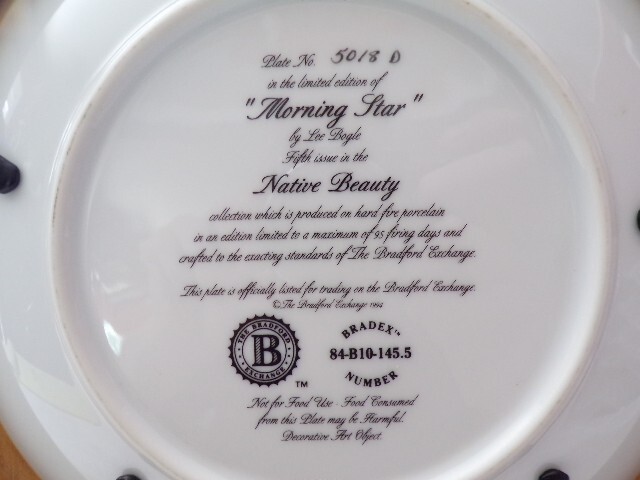 Plate No. 5018 D
in the limited edition of
"Morning Star"
by Lee Bogle
Fifth issue in the
Native Beauty
collection which is produced on hard fire porcelain
in an edition limited to a maximum of 95 firing days and
crafted to the exacting standards of The Bradford Exchange.
This plate is officially listed for trading on the Bradford Exchange.
©The Bradford Exchange 1994
THE BRADFORD
B
EXCHANGE
TM
BRADEX™
84-B10-145.5
NUMBER
Not for Food Use - Food Consumed
from this Plate may be Harmful.
Decorative Art Object.